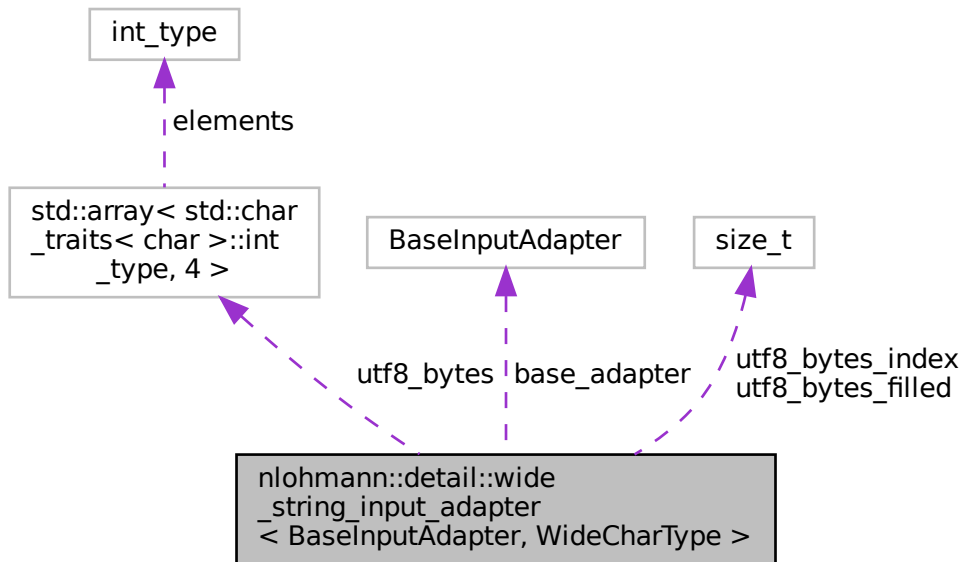 int_type
elements
std::array< std::char
_traits< char >::int
_type, 4 >
BaseInputAdapter
size_t
utf8_bytes
base_adapter
utf8_bytes_index
utf8_bytes_filled
nlohmann::detail::wide
_string_input_adapter
< BaseInputAdapter, WideCharType >